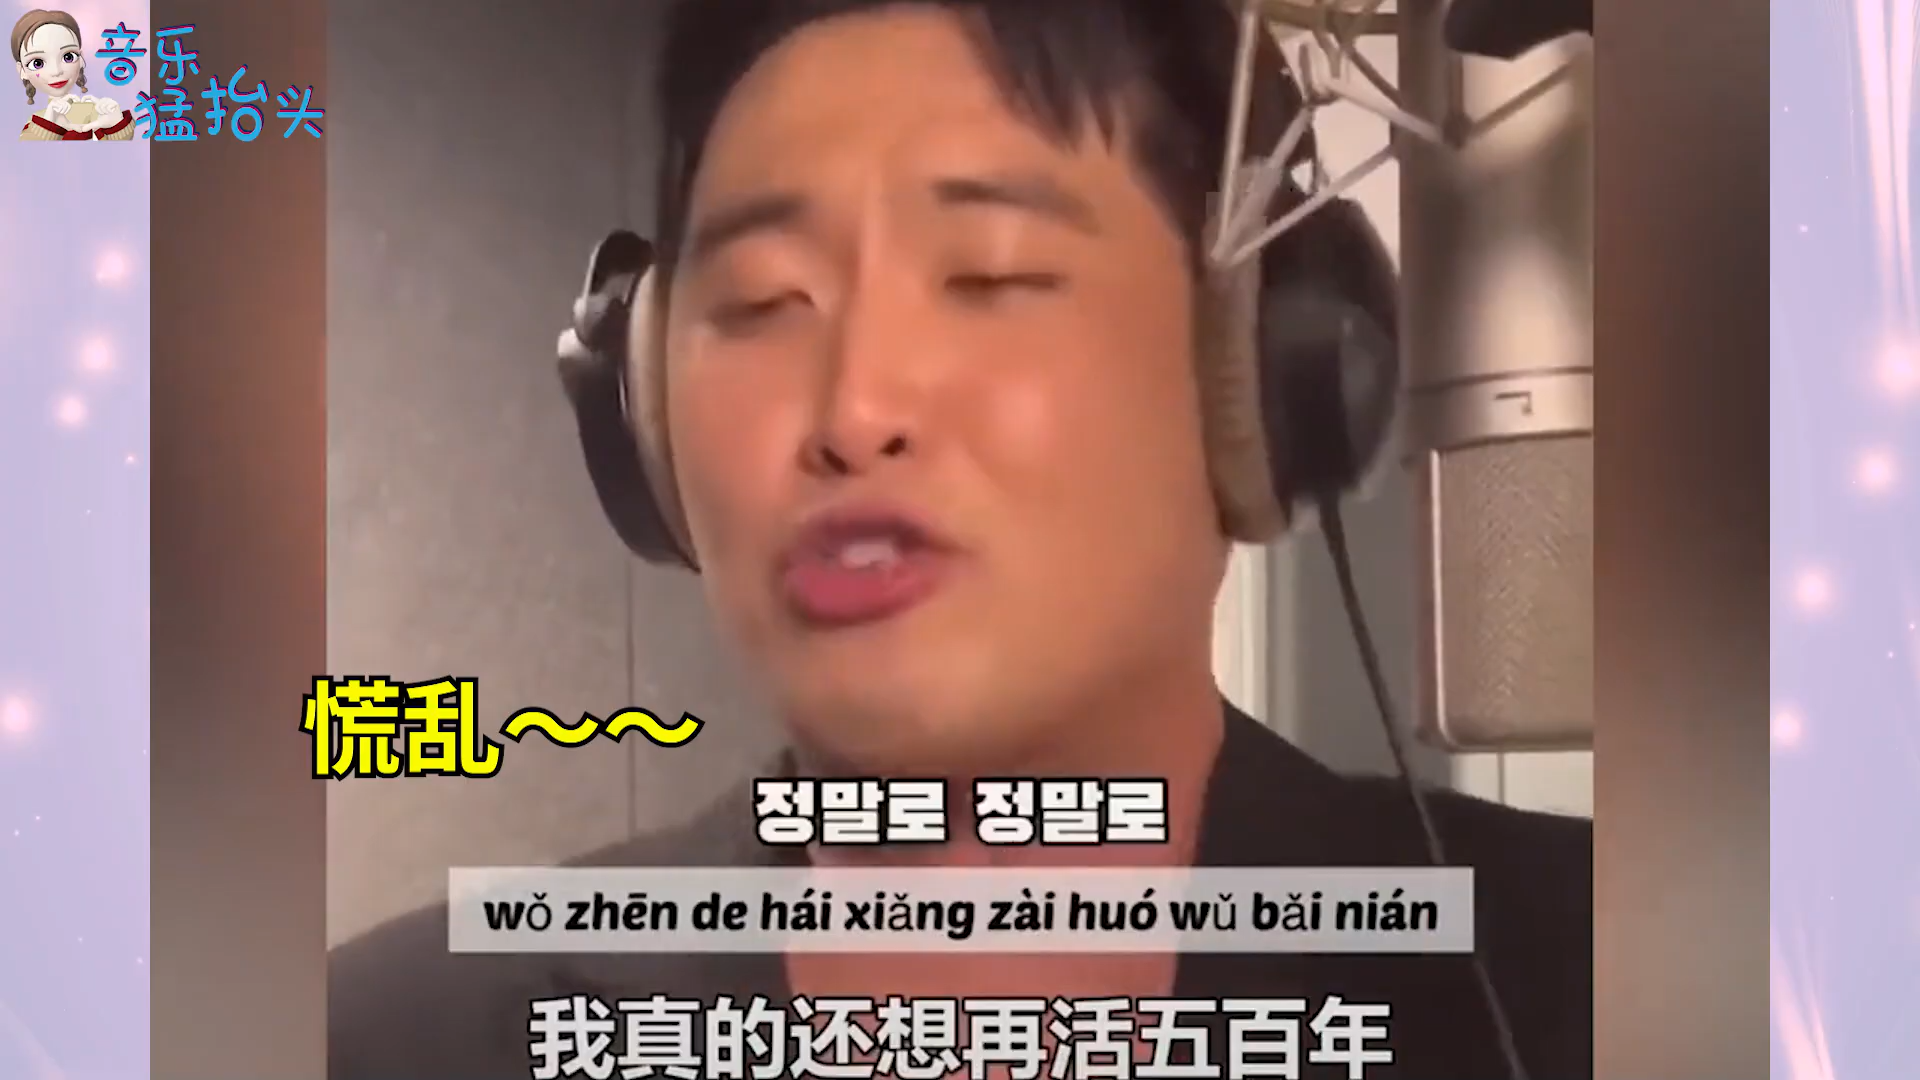 音乐
猛抬头
慌乱～～
정말로 정말로
wǒ zhēn de hái xiǎng zài huó wǔ bǎi nián
我真的还想再活五百年